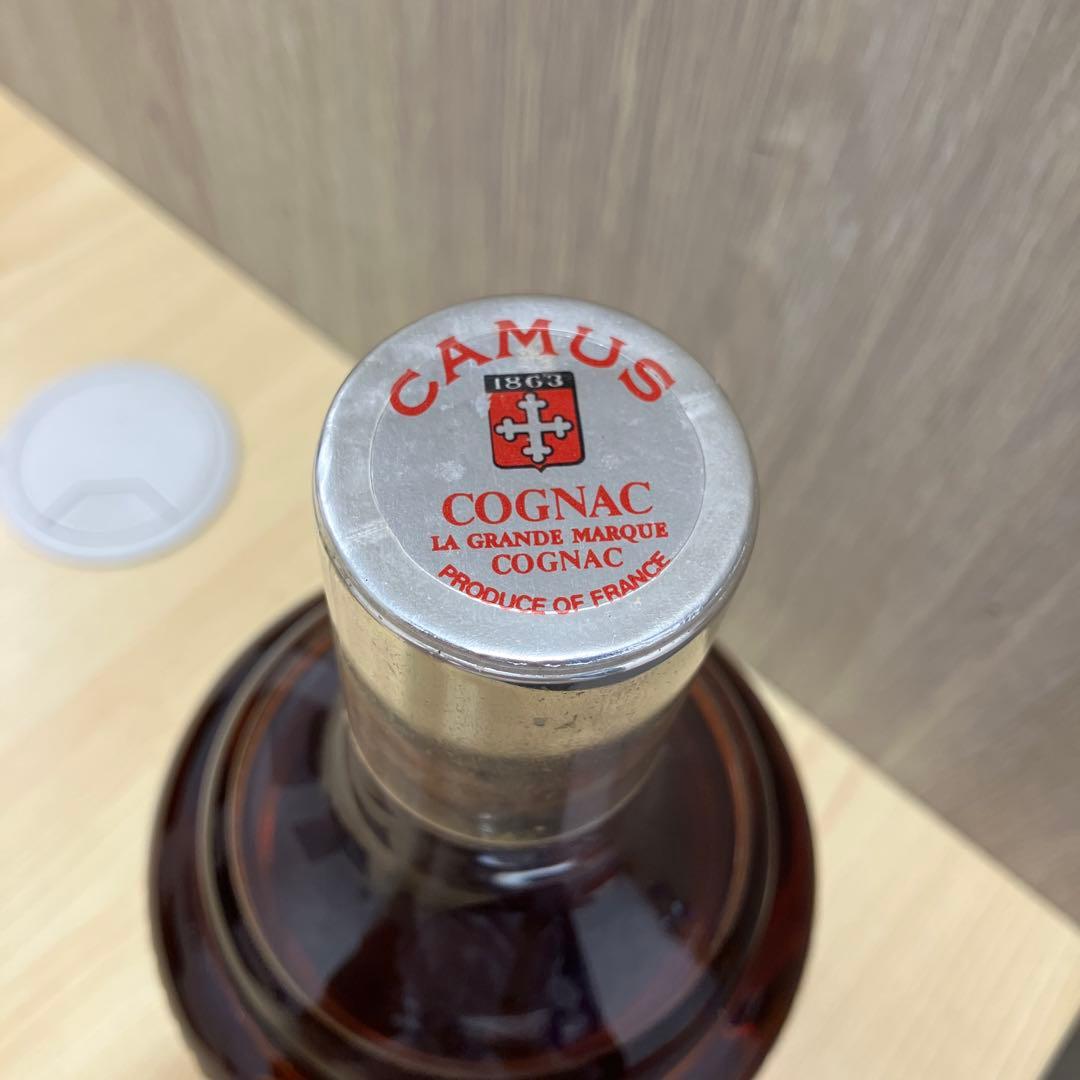 CAMUS
1863
COGNAC
LA GRANDE MARQUE
COGNAC
PRODUCE OF FRANCE